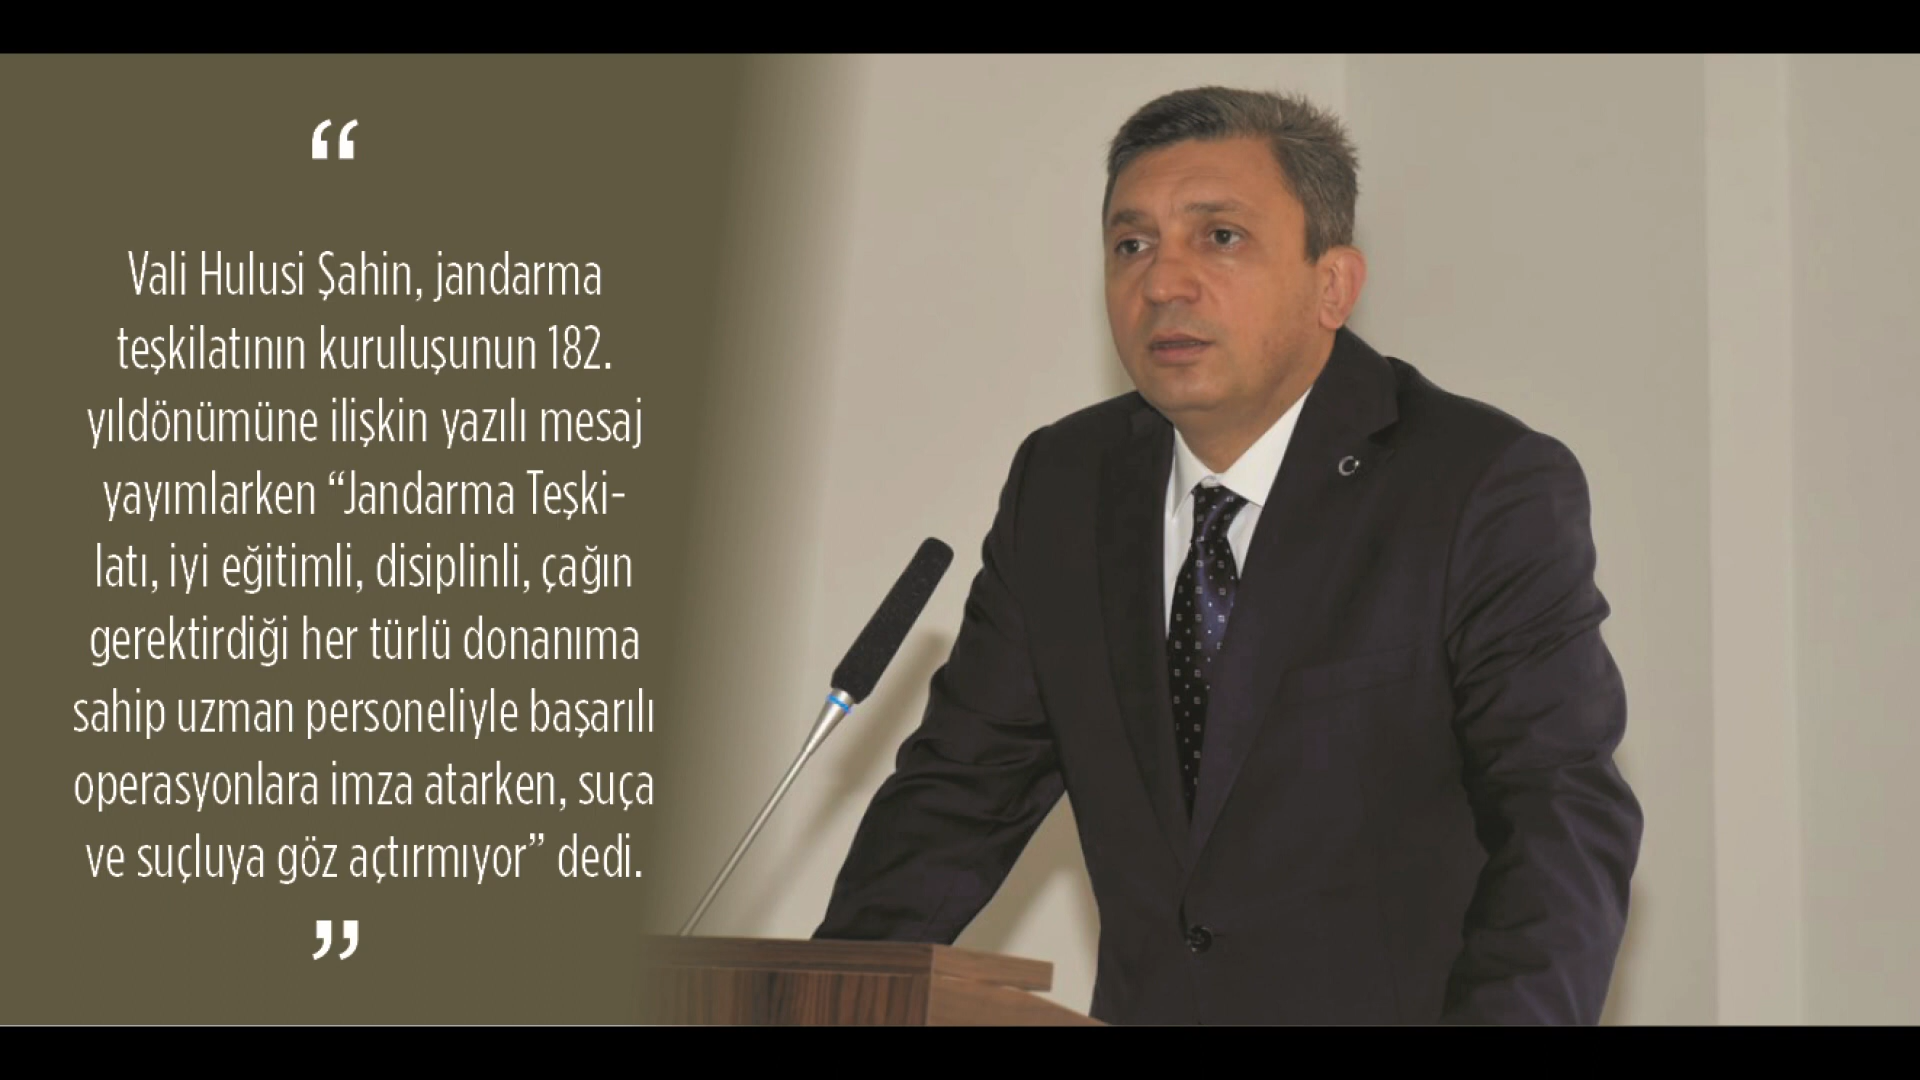 “
Vali Hulusi Şahin, jandarma
teşkilatının kuruluşunun 182.
yıldönümüne ilişkin yazılı mesaj
yayımlarken “Jandarma Teşki-
latı, iyi eğitimli, disiplinli, çağın
gerektirdiği her türlü donanıma
sahip uzman personeliyle başarılı
operasyonlara imza atarken, suça
ve suçluya göz açtırmıyor” dedi.
”